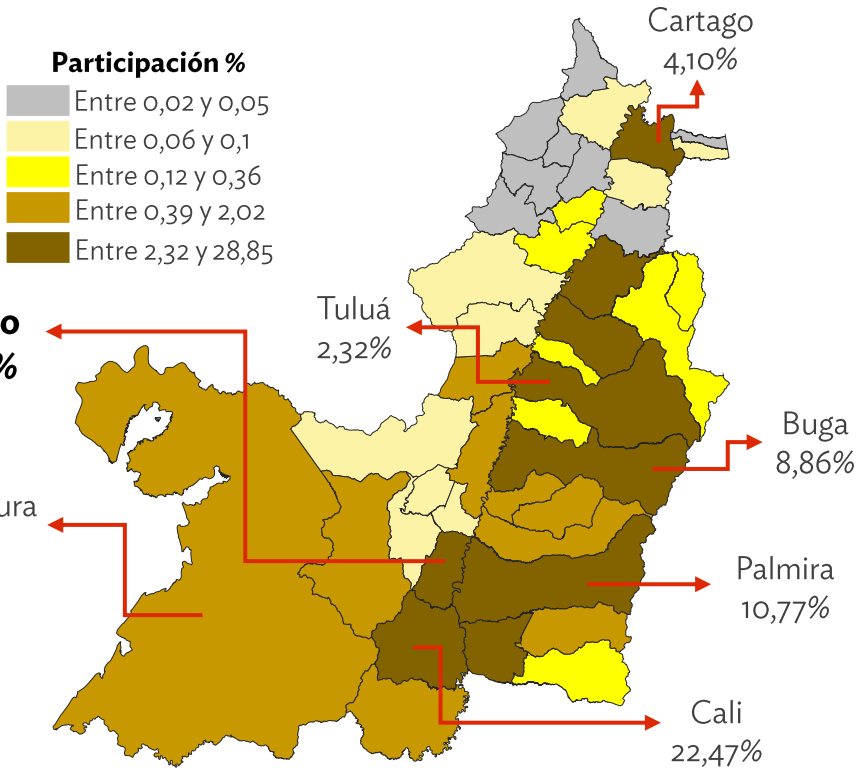 Cartago
4,10%
Participación %
Entre 0,02 y 0,05
Entre 0,06 y 0,1
Entre 0,12 y 0,36
Entre 0,39 y 2,02
Entre 2,32 y 28,85
o
%
Tuluá
2,32%
Buga
8,86%
ura
Palmira
10,77%
Cali
22,47%